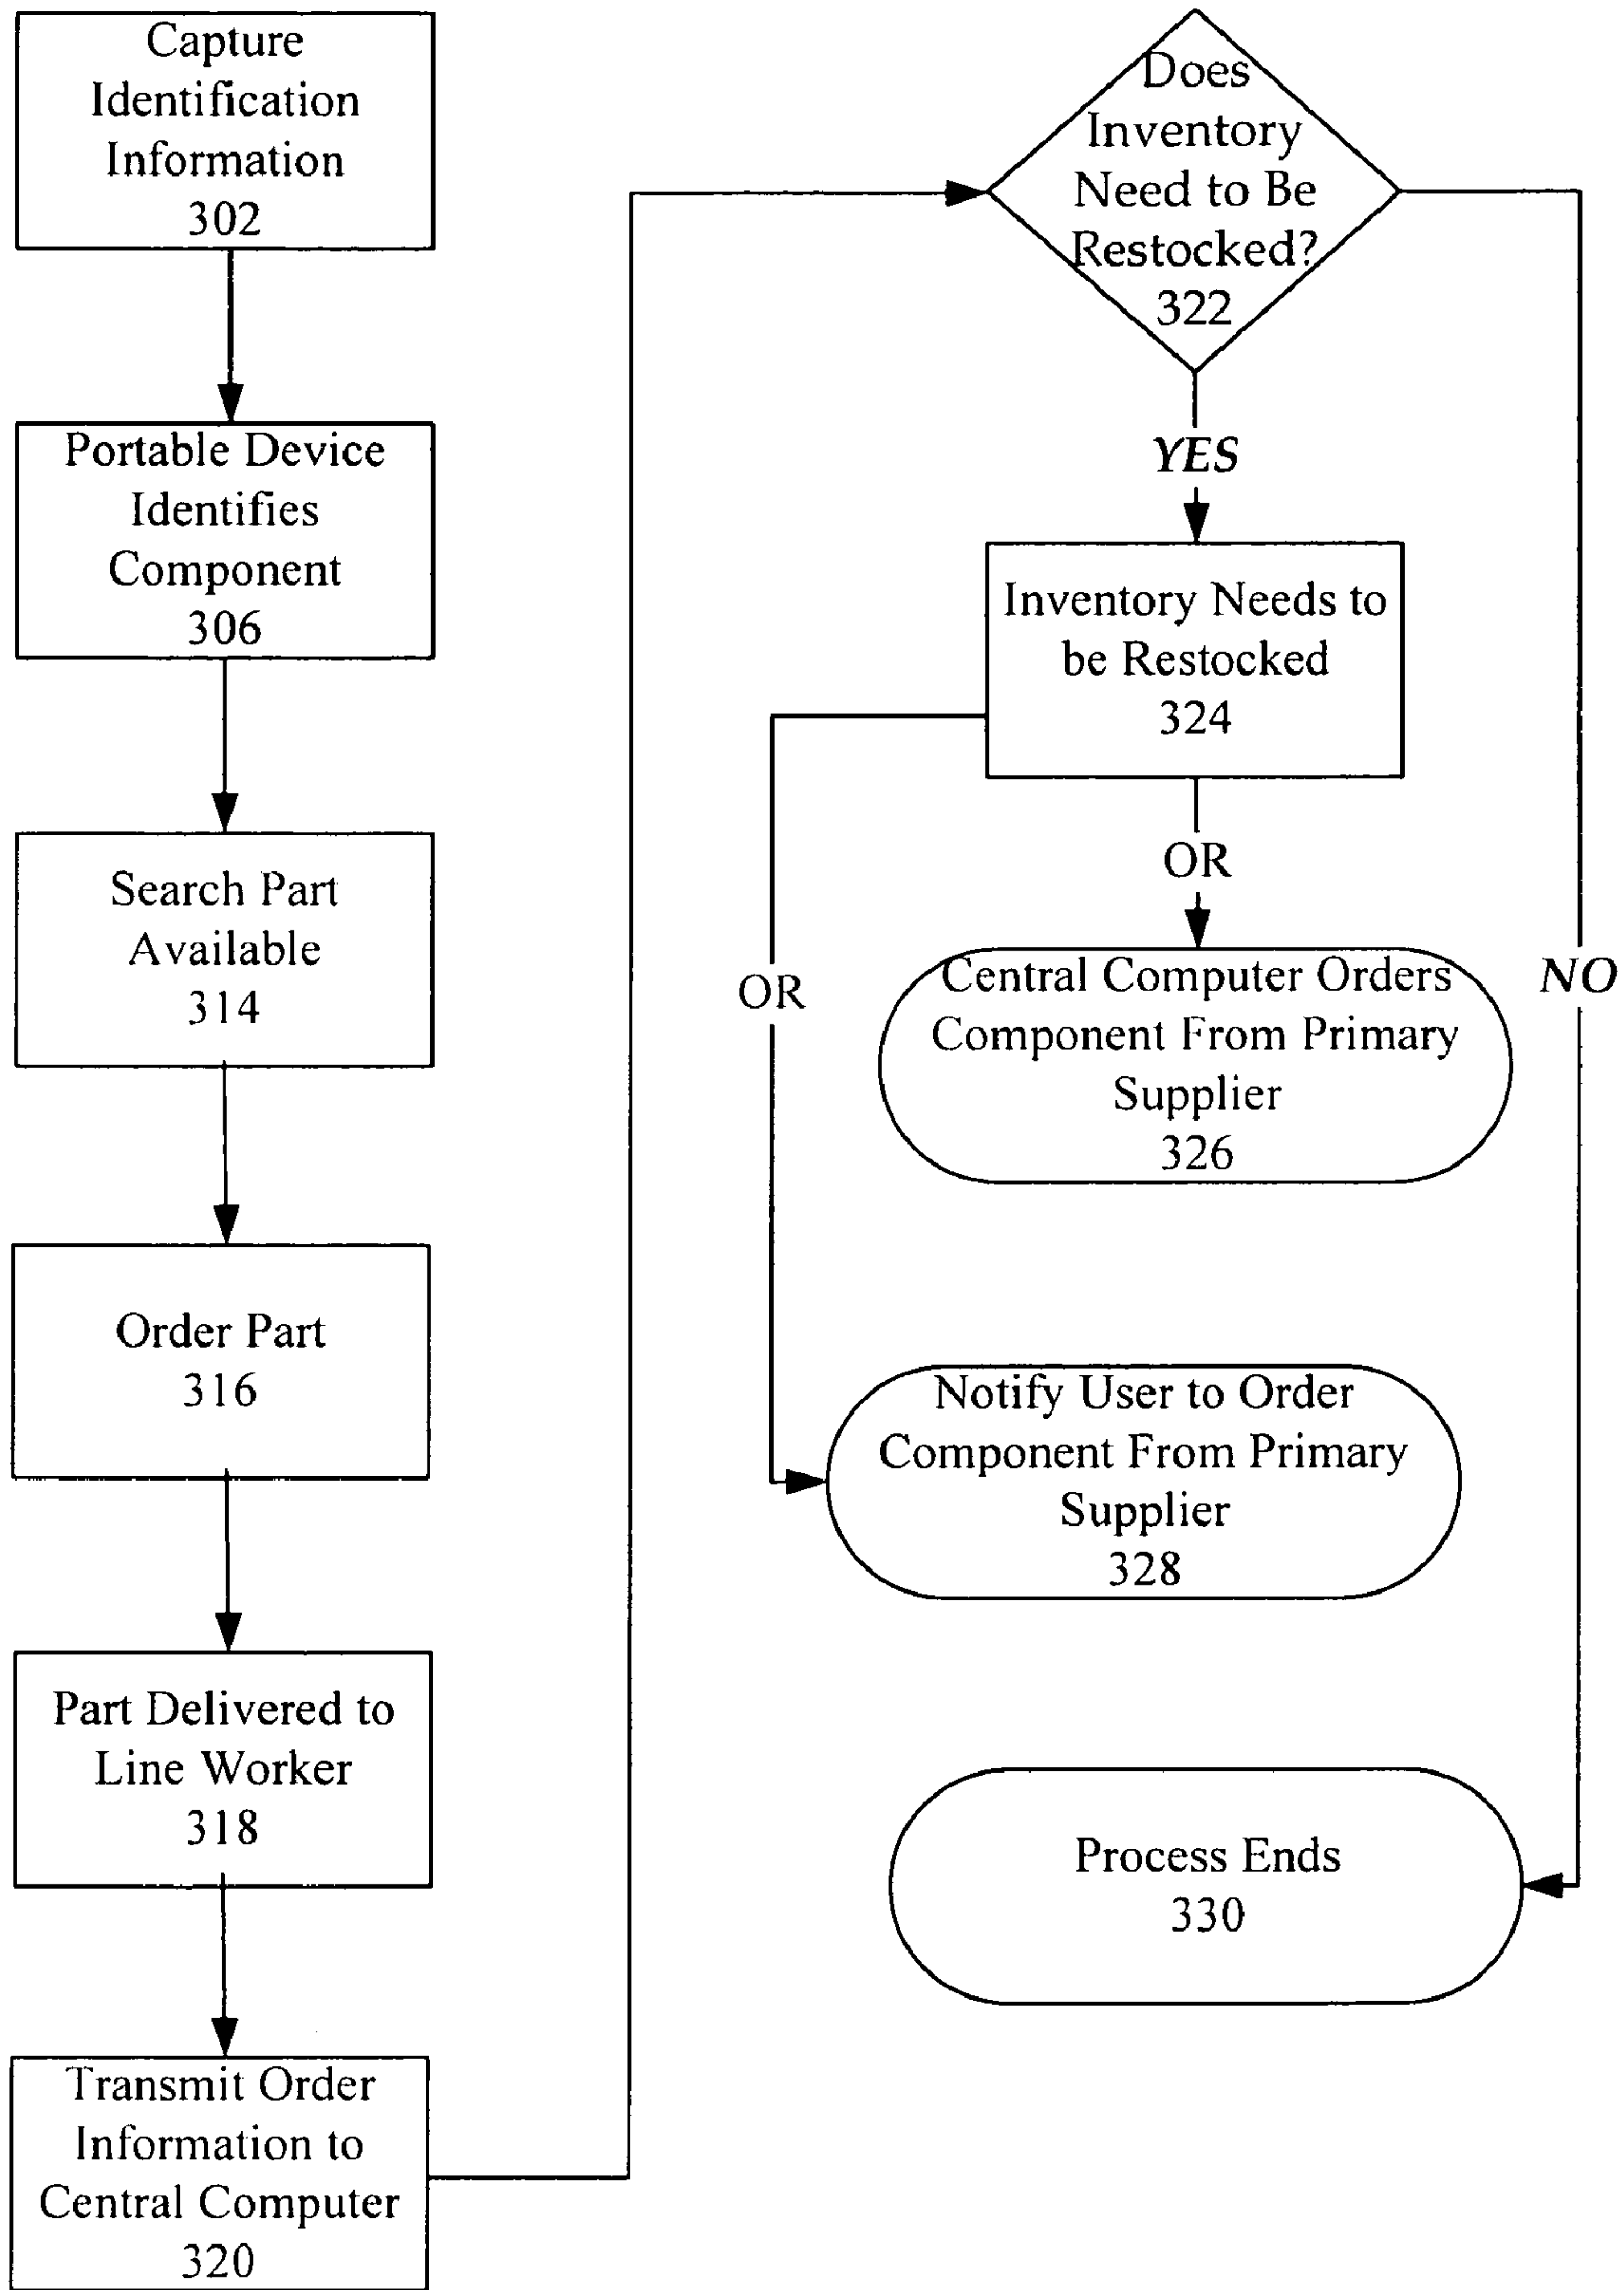 Capture
Identification
Information
302
Portable Device
Identifies
Component
306
Search Part
Available
314
Order Part
316
Part Delivered to
Line Worker
318
Transmit Order
Information to
Central Computer
320
Does
Inventory
Need to Be
Restocked?
322
YES
NO
Inventory Needs to
be Restocked
324
OR
OR
Central Computer Orders
Component From Primary
Supplier
326
Notify User to Order
Component From Primary
Supplier
328
Process Ends
330